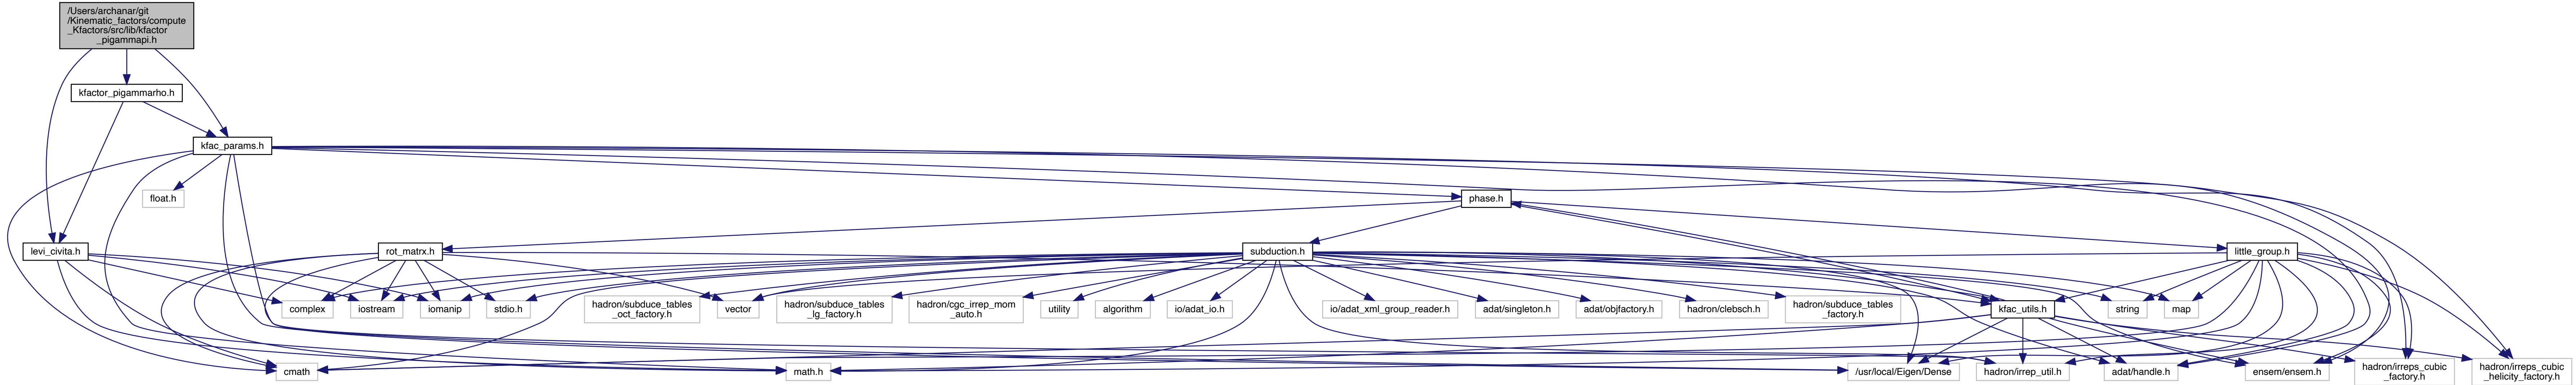 /Users/archanar/git
/Kinematic_factors/compute
_Kfactors/src/lib/kfactor
_pigammapi.h
kfactor_pigammarho.h
kfac_params.h
float.h
phase.h
levi_civita.h
rot_matrx.h
subduction.h
little_group.h
complex
iostream
iomanip
stdio.h
hadron/subduce_tables
_oct_factory.h
vector
hadron/subduce_tables
_lg_factory.h
hadron/cgc_irrep_mom
_auto.h
utility
algorithm
io/adat_io.h
io/adat_xml_group_reader.h
adat/singleton.h
adat/objfactory.h
hadron/clebsch.h
hadron/subduce_tables
_factory.h
kfac_utils.h
string
map
cmath
math.h
/usr/local/Eigen/Dense
hadron/irrep_util.h
adat/handle.h
ensem/ensem.h
hadron/irreps_cubic
_factory.h
hadron/irreps_cubic
_helicity_factory.h